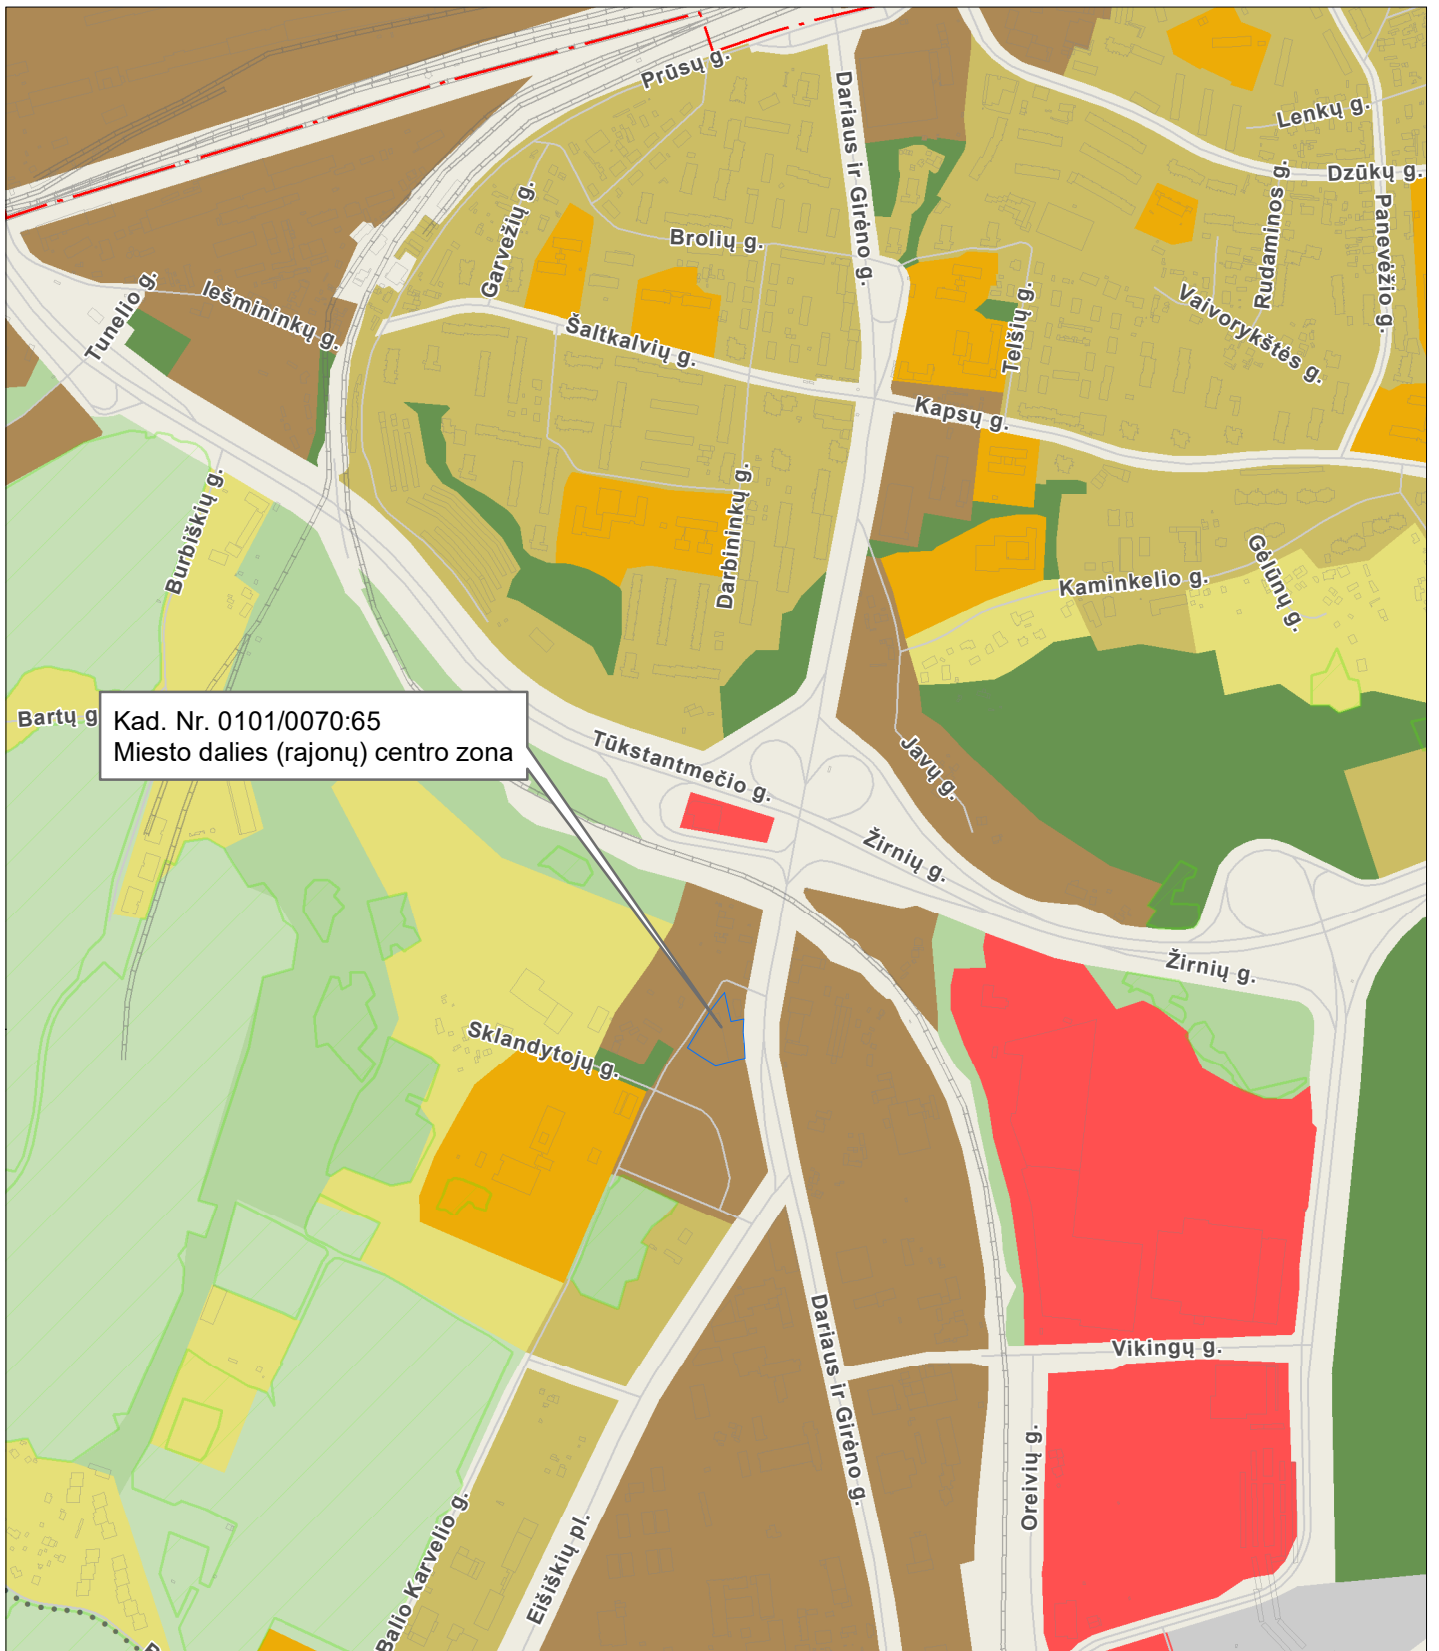 Prūsų g.
Dariaus ir Girėno g.
Lenkų g.
Dzūkų g.
Rudaminos g.
Panevėžio g.
Garvežių g.
Brolių g.
Tunelio g.
Iešmininkų g.
Šaltkalvių g.
Telšių g.
Vaivorykštės g.
Kapsų g.
Burbiškių g.
Darbininkų g.
Kaminkelio g.
Gėlūnų g.
Bartų g
Kad. Nr. 0101/0070:65
Miesto dalies (rajonų) centro zona
Tūkstantmečio g.
Javų g.
Žirnių g.
Žirnių g.
Sklandytojų g.
Vikingų g.
Dariaus ir Girėno g.
Oreivių g.
Balio Karvelio g.
Eišiškių pl.